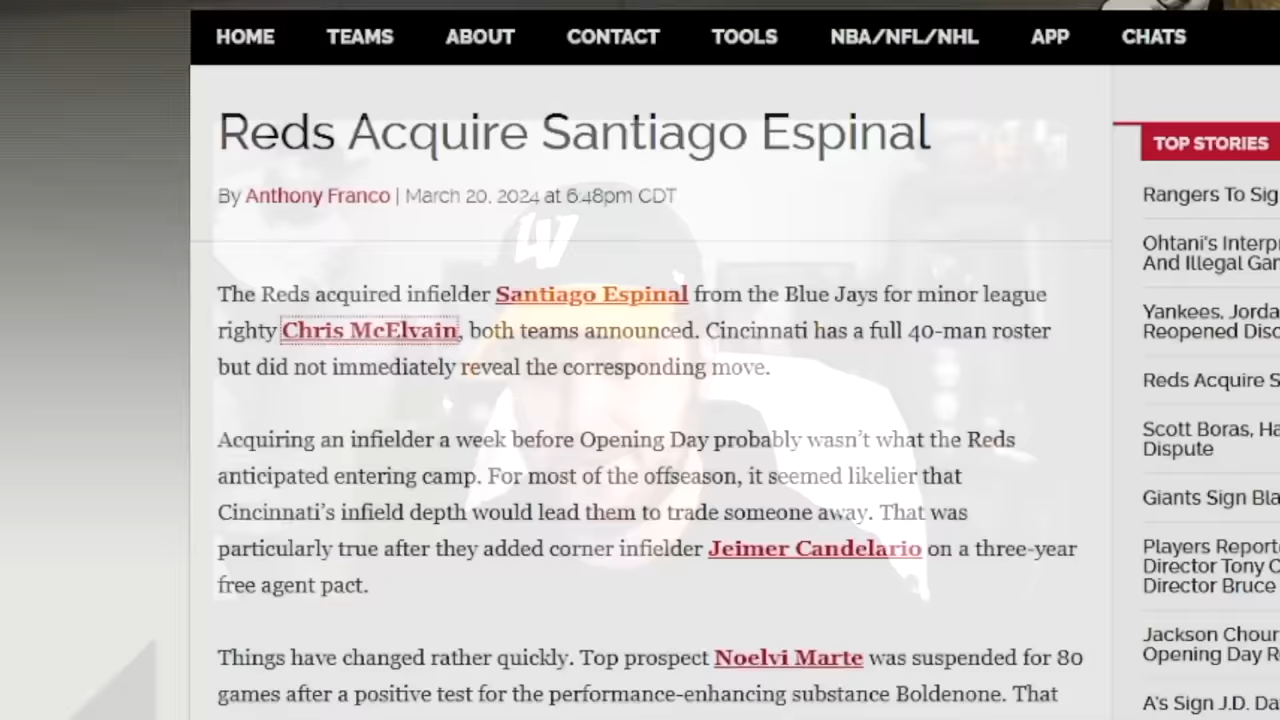 HOME TEAMS ABOUT CONTACT TOOLS NBA/NFL/NHL APP CHATS
Reds Acquire Santiago Espinal
By Anthony Franco | March 20, 2024 at 6:48pm CDT
The Reds acquired infielder Santiago Espinal from the Blue Jays for minor league
righty Chris McElvain, both teams announced. Cincinnati has a full 40-man roster
but did not immediately reveal the corresponding move.
Acquiring an infielder a week before Opening Day probably wasn't what the Reds
anticipated entering camp. For most of the offseason, it seemed likelier that
Cincinnati's infield depth would lead them to trade someone away. That was
particularly true after they added corner infielder Jeimer Candelario on a three-year
free agent pact.
Things have changed rather quickly. Top prospect Noelvi Marte was suspended for 80
games after a positive test for the performance-enhancing substance Boldenone. That
W
TOP STORIES
Rangers To Sig
Ohtani's Interp
And Illegal Gam
Yankees, Jorda
Reopened Disc
Reds Acquire S
Scott Boras, Ha
Dispute
Giants Sign Bla
Players Report
Director Tony C
Director Bruce
Jackson Chour
Opening Day R
A's Sign J.D. Da